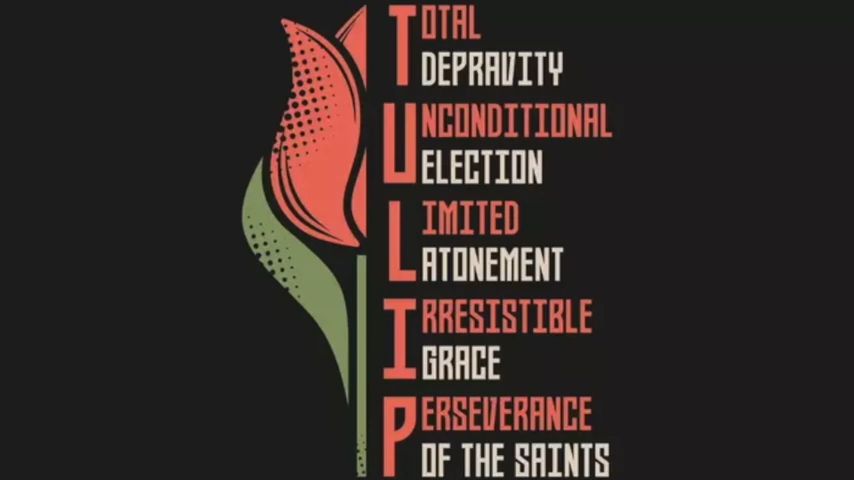 TOTAL
DEPRAVITY
UNCONDITIONAL
ELECTION
LIMITED
ATONEMENT
IRRESISTIBLE
GRACE
PERSEVERANCE
OF THE SAINTS